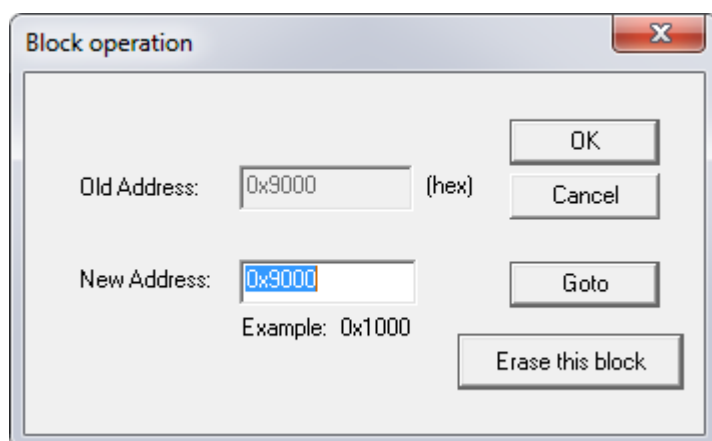 Block operation
OK
Old Address: 0x9000 (hex)
Cancel
New Address: 0x9000
Goto
Example: 0x1000
Erase this block